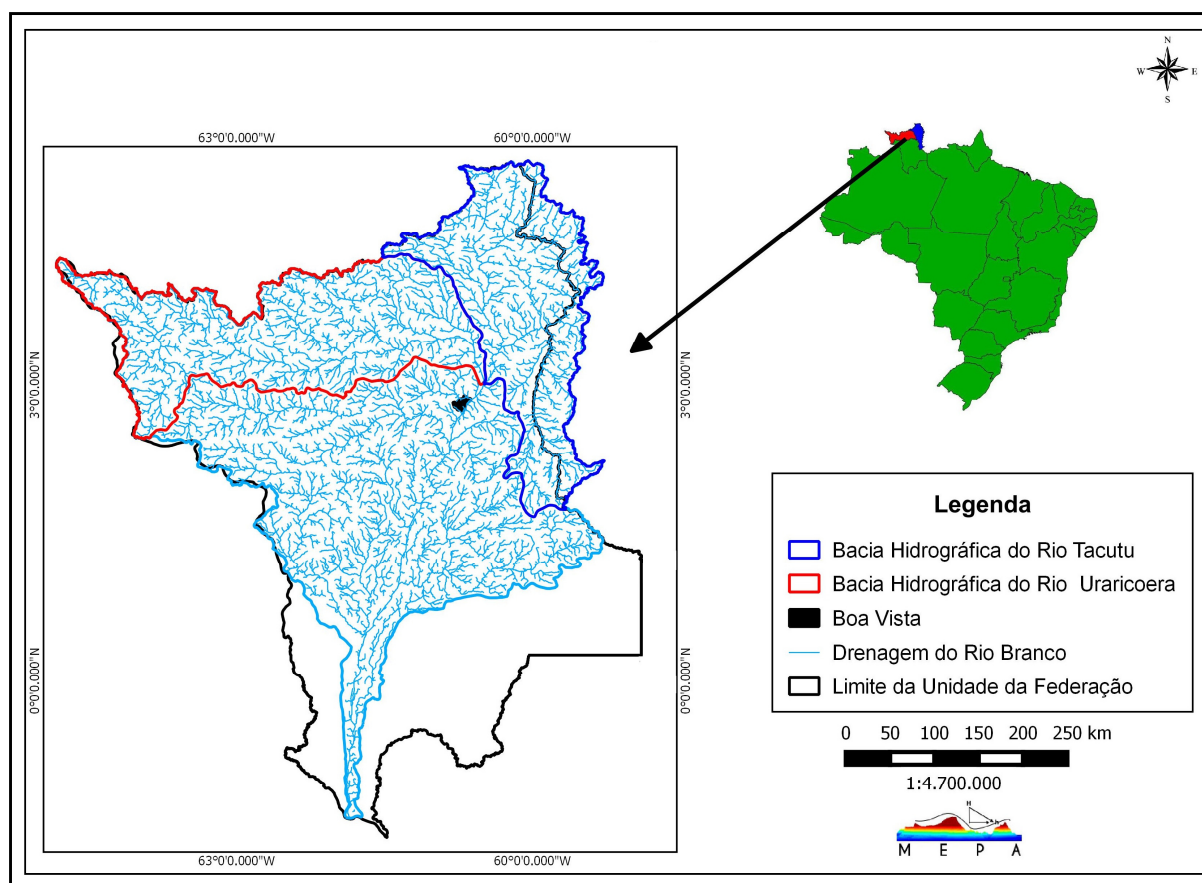 N
W E
S
63°0'0.000"W 60°0'0.000"W
3°0'0.000"N 3°0'0.000"N
0°0'0.000"N 0°0'0.000"N
63°0'0.000"W 60°0'0.000"W
Legenda
Bacia Hidrográfica do Rio Tacutu
Bacia Hidrográfica do Rio Uraricoera
Boa Vista
Drenagem do Rio Branco
Limite da Unidade da Federação
0 50 100 150 200 250 km
1:4.700.000
H
M E P A